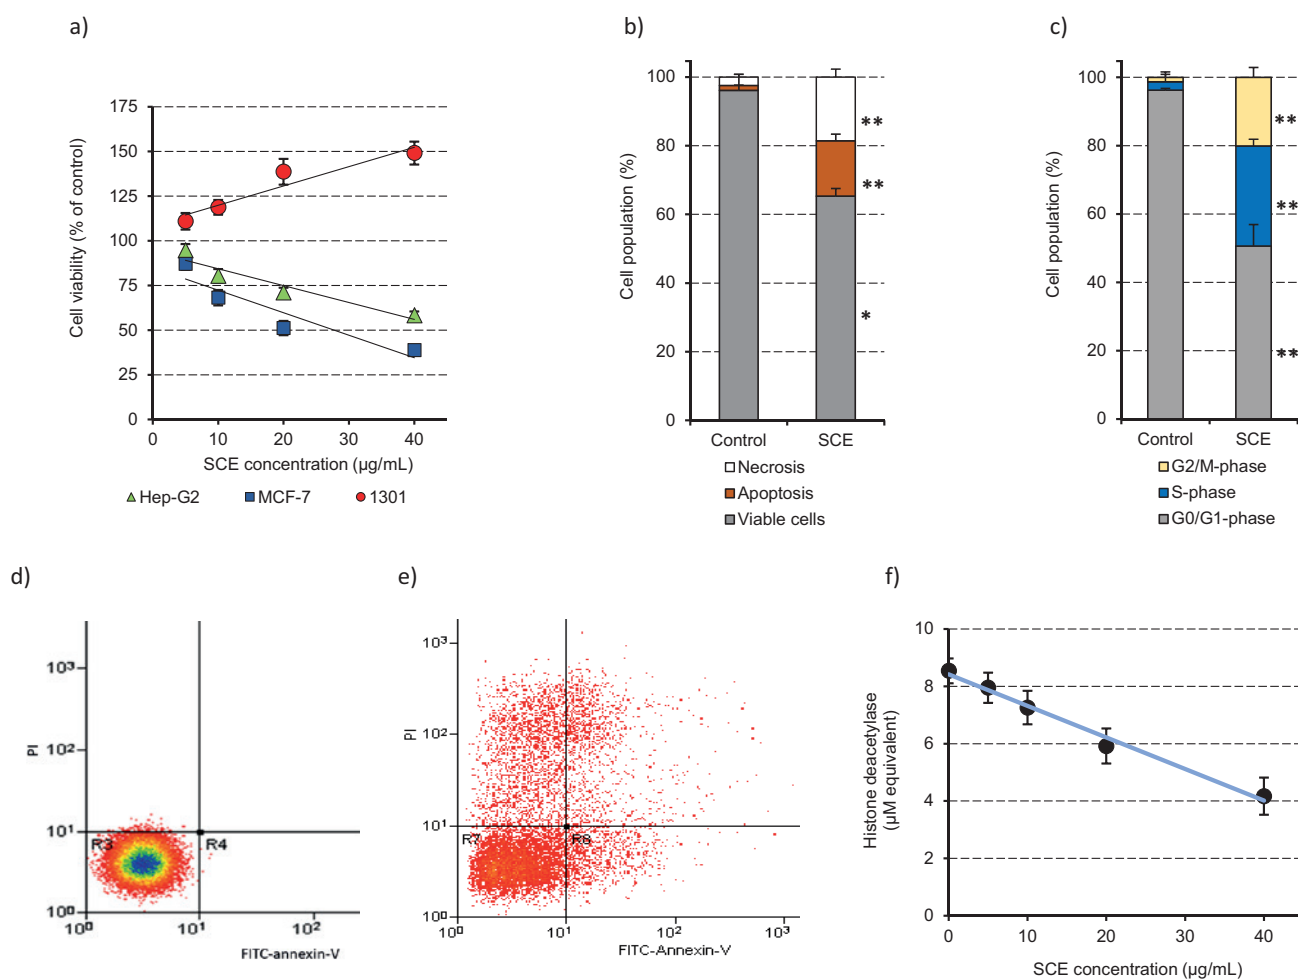 a)
175
150
125
100
75
50
25
0
Cell viability (% of control)
0 10 20 30 40
SCE concentration (µg/mL)
Hep-G2 MCF-7 1301
b)
100
80
60
40
20
0
Cell population (%)
**
**
*
Control SCE
Necrosis
Apoptosis
Viable cells
c)
100
80
60
40
20
0
Cell population (%)
**
**
**
Control SCE
G2/M-phase
S-phase
G0/G1-phase
d)
PI
10³
10²
10¹
10⁰
R3 R4
10⁰ 10¹ 10²
FITC-annexin-V
e)
PI
10³
10²
10¹
10⁰
R7 R8
10⁰ 10¹ 10² 10³
FITC-Annexin-V
f)
10
8
6
4
2
0
Histone deacetylase
(µM equivalent)
0 10 20 30 40
SCE concentration (µg/mL)